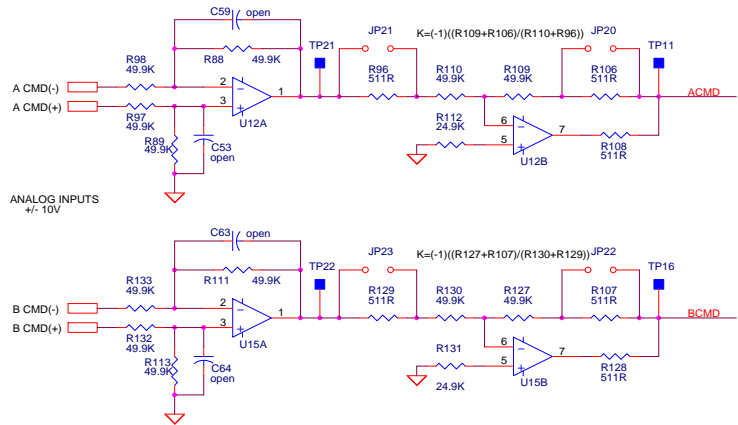 C59 open
R88 49.9K
R98
49.9K
A CMD(-)
A CMD(+)
R97
49.9K
R89
49.9K
C53
open
2
3
1
U12A
TP21
JP21
R96
511R
K=(-1)((R109+R106)/(R110+R96))
R110
49.9K
R109
49.9K
JP20
R106
511R
TP11
ACMD
R112
24.9K
6
5
7
U12B
R108
511R
ANALOG INPUTS
+/- 10V
C63 open
R111 49.9K
R133
49.9K
B CMD(-)
B CMD(+)
R132
49.9K
R113
49.9K
C64
open
2
3
1
U15A
TP22
JP23
R129
511R
K=(-1)((R127+R107)/(R130+R129))
R130
49.9K
R127
49.9K
JP22
R107
511R
TP16
BCMD
R131
24.9K
6
5
7
U15B
R128
511R